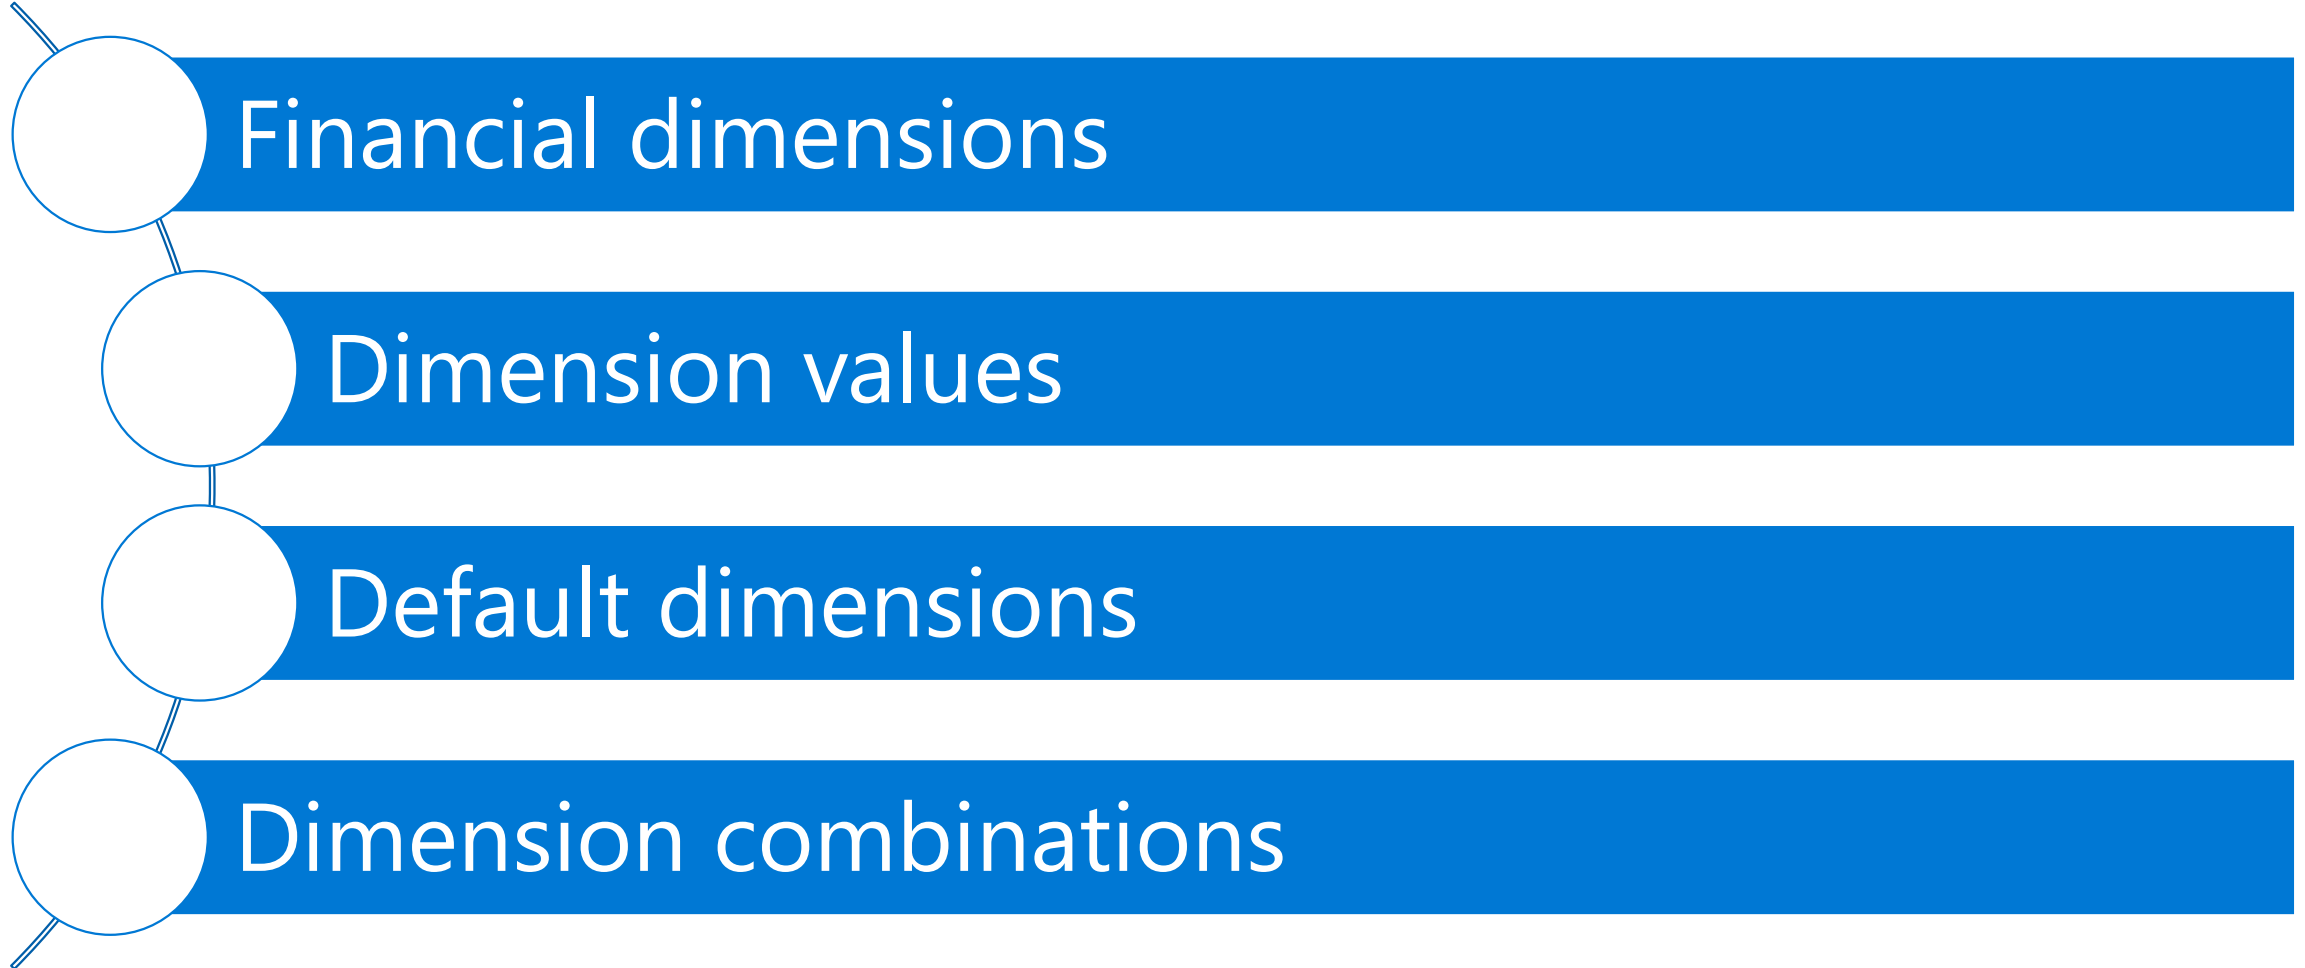 Financial dimensions
Dimension values
Default dimensions
Dimension combinations